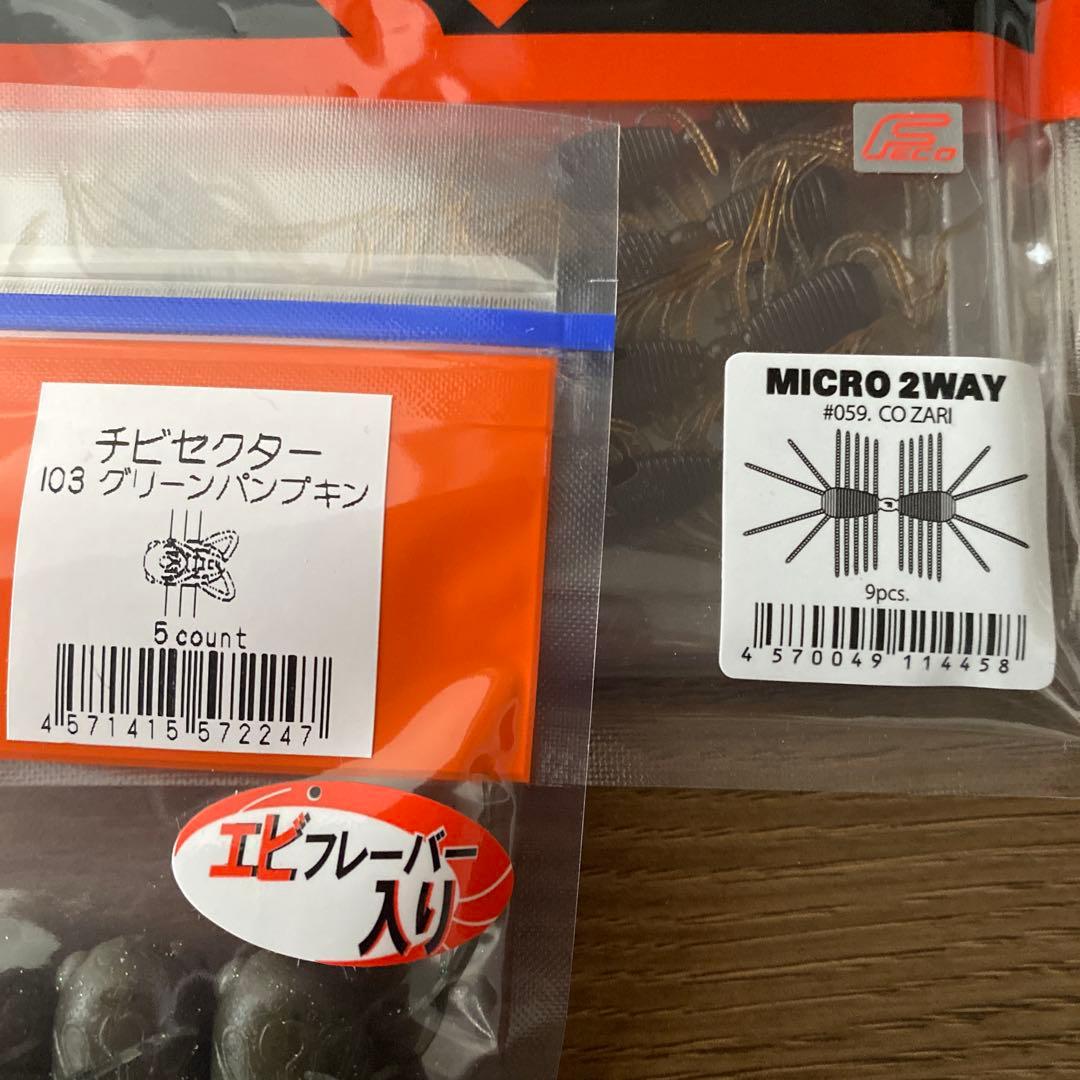 チビセクター
103 グリーンパンプキン
5 count
4 571415 572247
エビフレーバー
入り
FECO
MICRO 2WAY
#059. CO ZARI
9pcs.
4 570049 114458